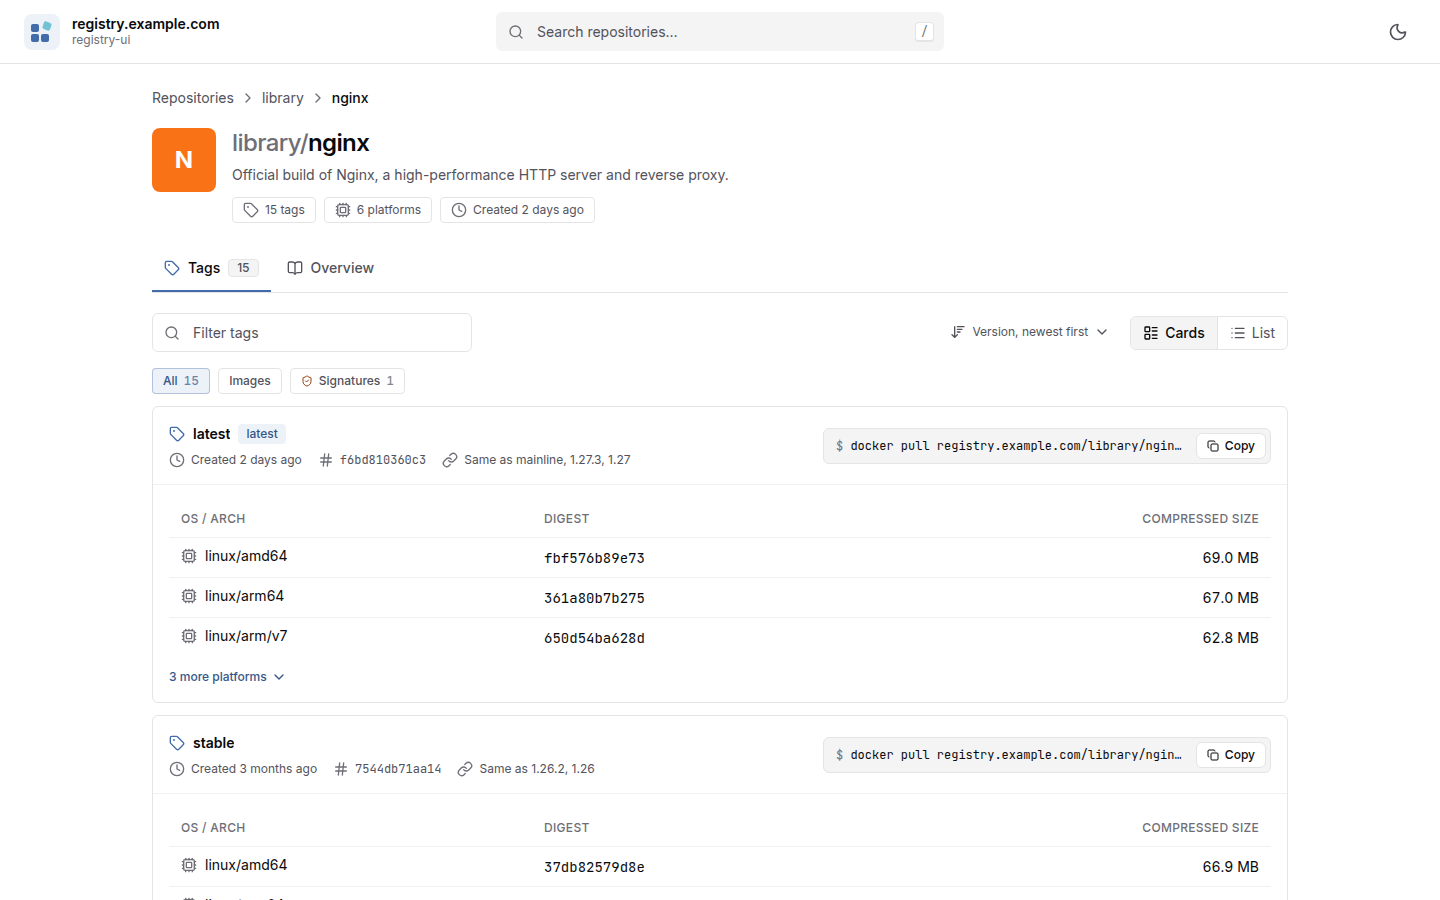 registry.example.com
registry-ui
Search repositories...
/
Repositories > library > nginx
N
library/nginx
Official build of Nginx, a high-performance HTTP server and reverse proxy.
15 tags
6 platforms
Created 2 days ago
Tags 15
Overview
Filter tags
Version, newest first
Cards
List
All 15
Images
Signatures 1
latest latest
Created 2 days ago
f6bd810360c3
Same as mainline, 1.27.3, 1.27
$ docker pull registry.example.com/library/ngin…
Copy
OS / ARCH DIGEST COMPRESSED SIZE
linux/amd64 fbf576b89e73 69.0 MB
linux/arm64 361a80b7b275 67.0 MB
linux/arm/v7 650d54ba628d 62.8 MB
3 more platforms
stable
Created 3 months ago
7544db71aa14
Same as 1.26.2, 1.26
$ docker pull registry.example.com/library/ngin…
Copy
OS / ARCH DIGEST COMPRESSED SIZE
linux/amd64 37db82579d8e 66.9 MB